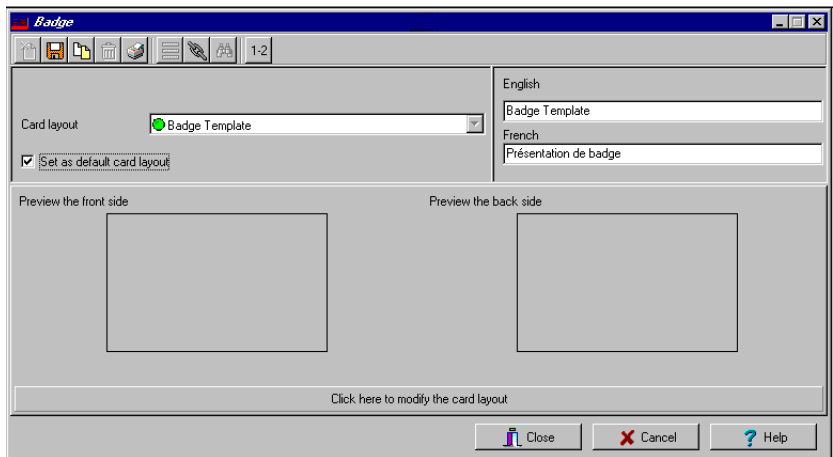 Badge
1-2
English
Badge Template
Card layout
Badge Template
French
Présentation de badge
Set as default card layout
Preview the front side
Preview the back side
Click here to modify the card layout
Close
Cancel
? Help